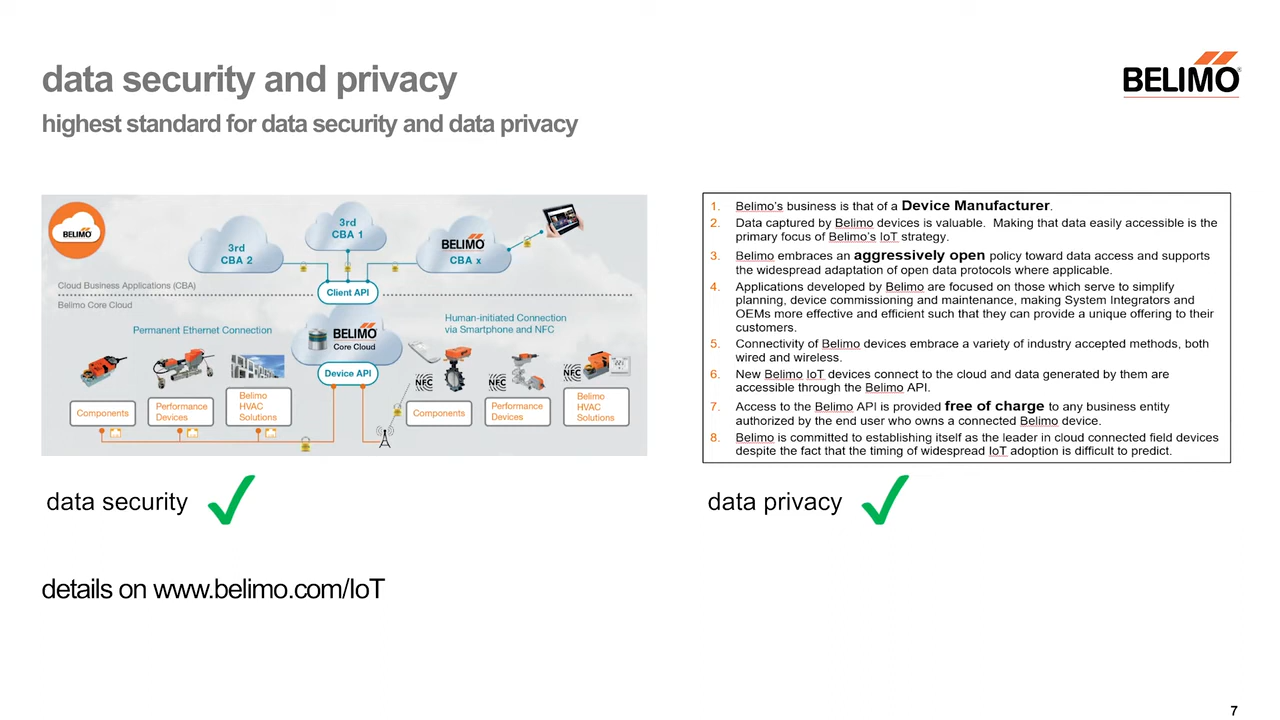 data security and privacy
highest standard for data security and data privacy
BELIMO®
BELIMO
3rd
CBA 2
3rd
CBA 1
BELIMO
CBA x
Cloud Business Applications (CBA)
Client API
Belimo Core Cloud
Permanent Ethernet Connection
BELIMO
Core Cloud
Device API
Human-initiated Connection
via Smartphone and NFC
NFC
NFC
NFC
Components
Performance
Devices
Belimo
HVAC
Solutions
Components
Performance
Devices
Belimo
HVAC
Solutions
1. Belimo's business is that of a Device Manufacturer.
2. Data captured by Belimo devices is valuable. Making that data easily accessible is the
primary focus of Belimo's IoT strategy.
3. Belimo embraces an aggressively open policy toward data access and supports
the widespread adaptation of open data protocols where applicable.
4. Applications developed by Belimo are focused on those which serve to simplify
planning, device commissioning and maintenance, making System Integrators and
OEMs more effective and efficient such that they can provide a unique offering to their
customers.
5. Connectivity of Belimo devices embrace a variety of industry accepted methods, both
wired and wireless.
6. New Belimo IoT devices connect to the cloud and data generated by them are
accessible through the Belimo API.
7. Access to the Belimo API is provided free of charge to any business entity
authorized by the end user who owns a connected Belimo device.
8. Belimo is committed to establishing itself as the leader in cloud connected field devices
despite the fact that the timing of widespread IoT adoption is difficult to predict.
data security
data privacy
details on www.belimo.com/IoT
7